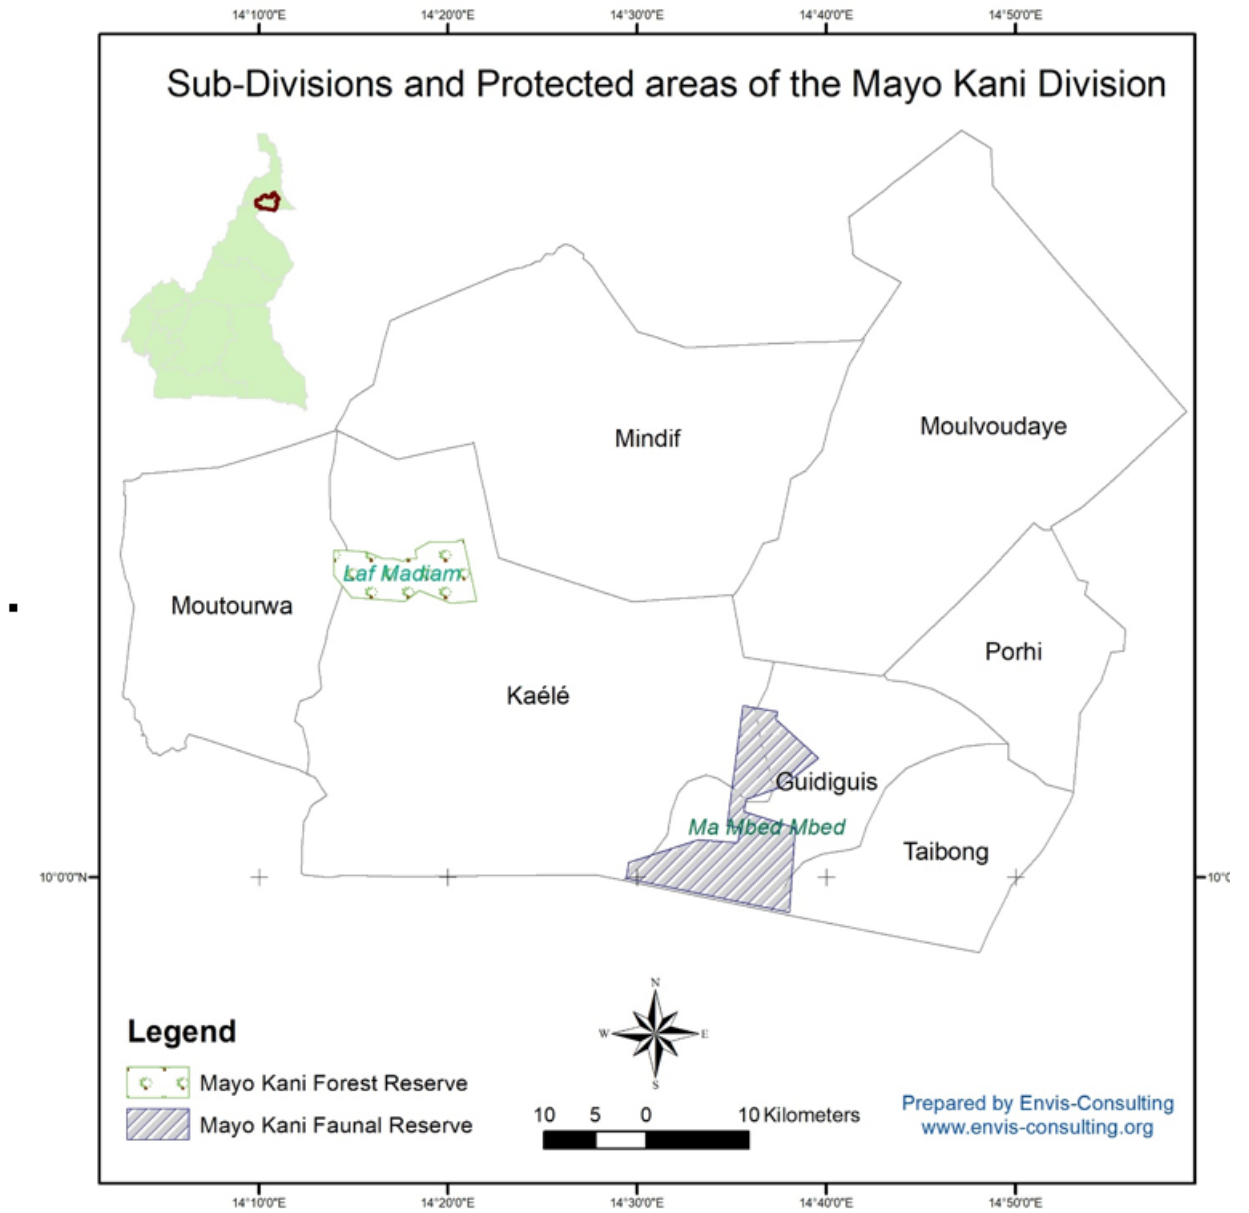 14°10'0"E 14°20'0"E 14°30'0"E 14°40'0"E 14°50'0"E
Sub-Divisions and Protected areas of the Mayo Kani Division
Moulvoudaye
Mindif
Laf Madiam
Moutourwa
Porhi
Kaélé
Guidiguis
Ma Mbed Mbed
Taibong
10°0'0"N
N
W E
S
Legend
Mayo Kani Forest Reserve
Mayo Kani Faunal Reserve
10 5 0 10 Kilometers
Prepared by Envis-Consulting
www.envis-consulting.org
14°10'0"E 14°20'0"E 14°30'0"E 14°40'0"E 14°50'0"E